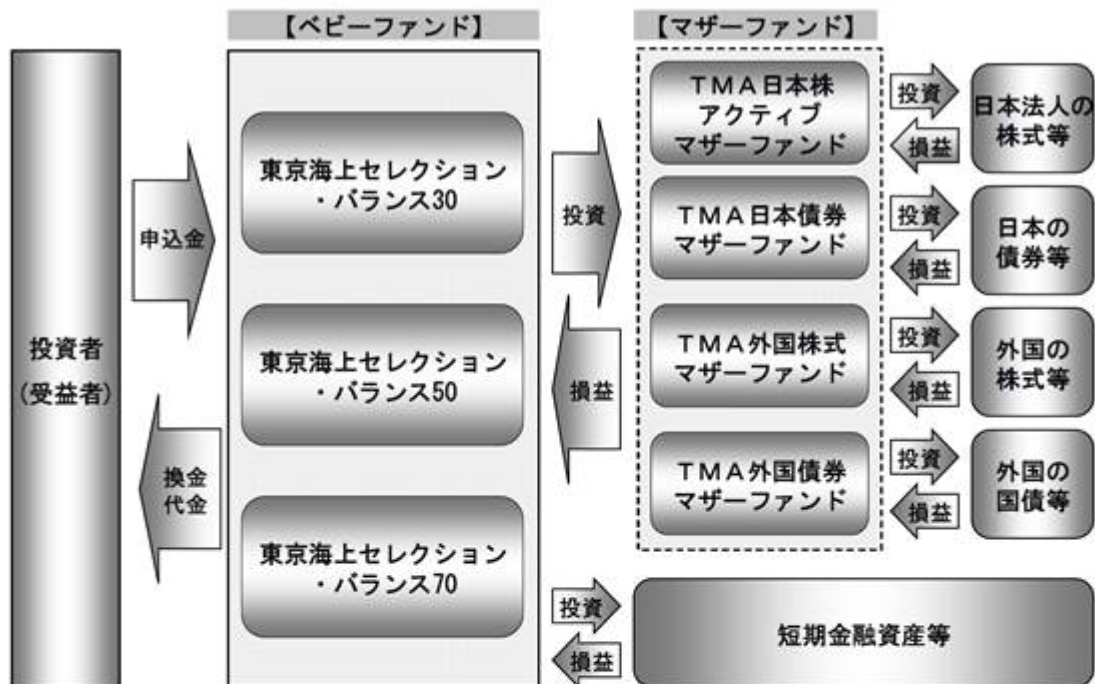 【ベビーファンド】
【マザーファンド】
投資者
(受益者)
申込金
換金
代金
東京海上セレクション
・バランス30
東京海上セレクション
・バランス50
東京海上セレクション
・バランス70
投資
損益
TMA日本株
アクティブ
マザーファンド
投資
損益
日本法人の
株式等
TMA日本債券
マザーファンド
投資
損益
日本の
債券等
TMA外国株式
マザーファンド
投資
損益
外国の
株式等
TMA外国債券
マザーファンド
投資
損益
外国の
国債等
投資
損益
短期金融資産等